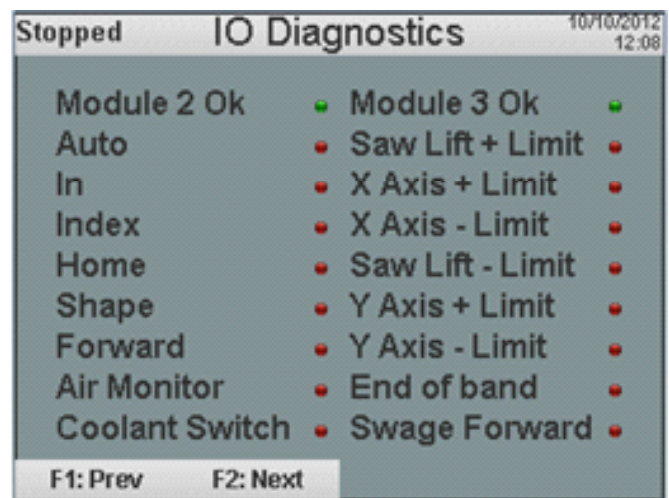 Stopped IO Diagnostics 10/10/2012
12:08
Module 2 Ok Module 3 Ok
Auto Saw Lift + Limit
In X Axis + Limit
Index X Axis - Limit
Home Saw Lift - Limit
Shape Y Axis + Limit
Forward Y Axis - Limit
Air Monitor End of band
Coolant Switch Swage Forward
F1: Prev F2: Next